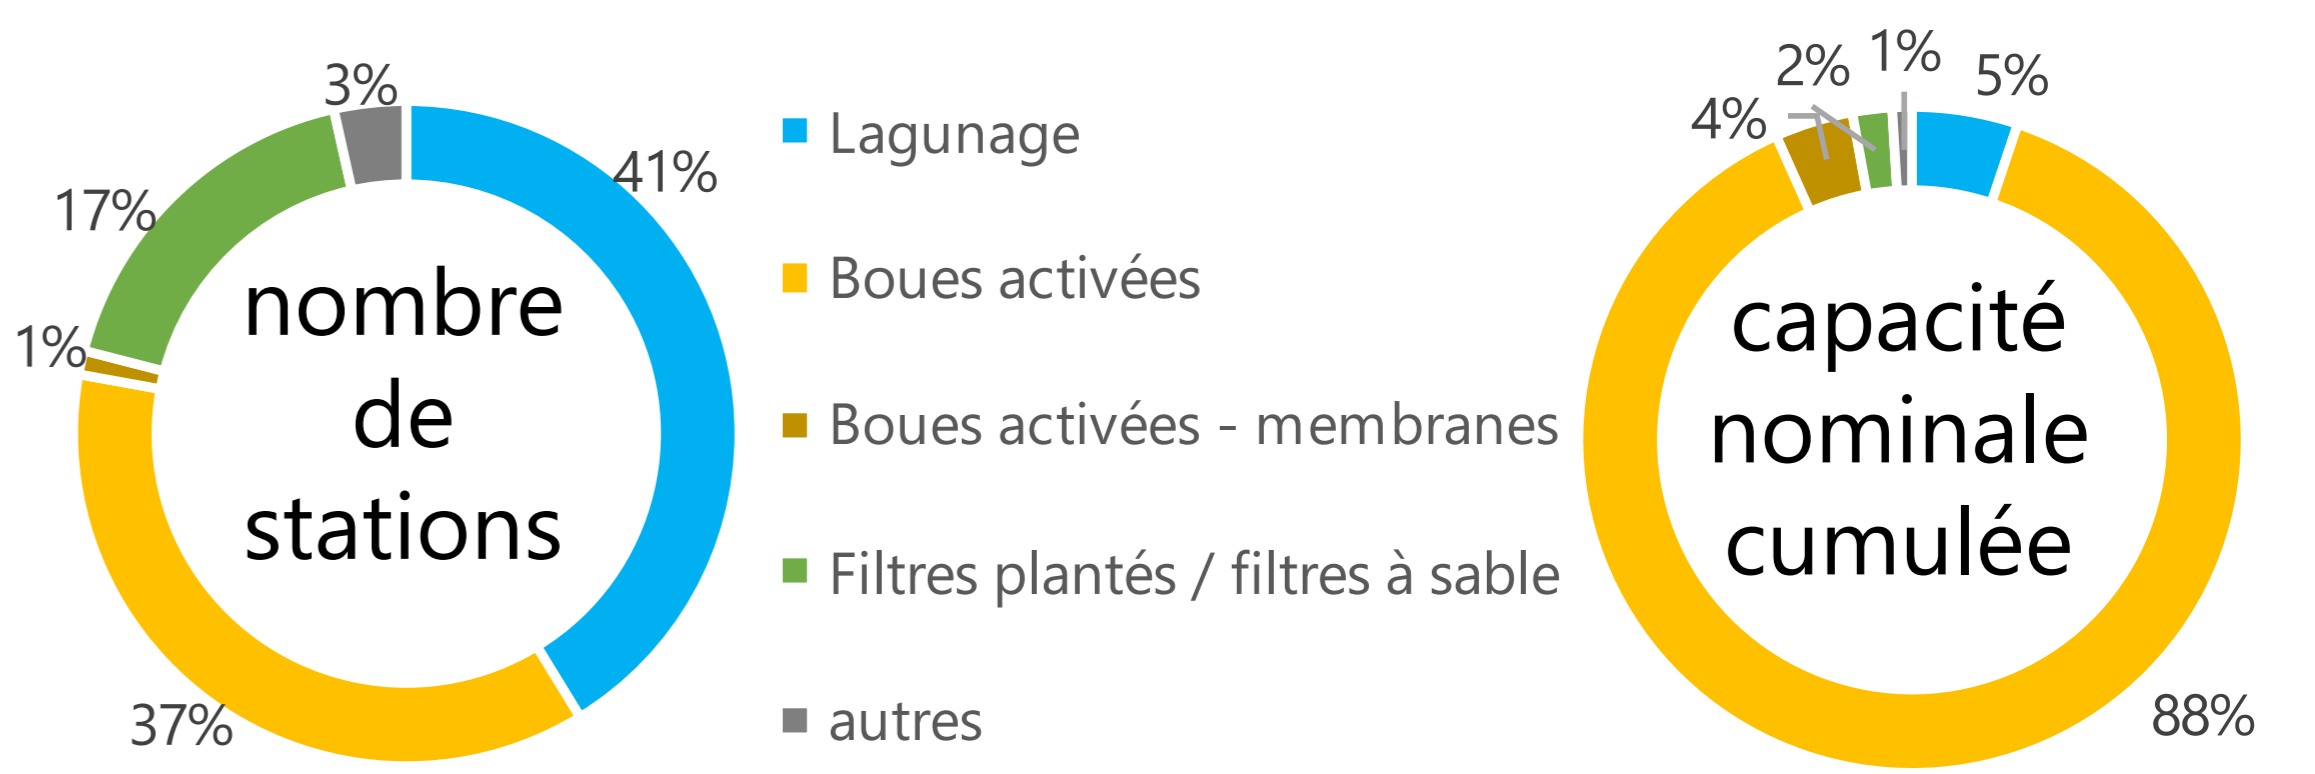 3%
41%
17%
1%
37%
nombre
de
stations
Lagunage
Boues activées
Boues activées - membranes
Filtres plantés / filtres à sable
autres
4%
2%
1%
5%
88%
capacité
nominale
cumulée